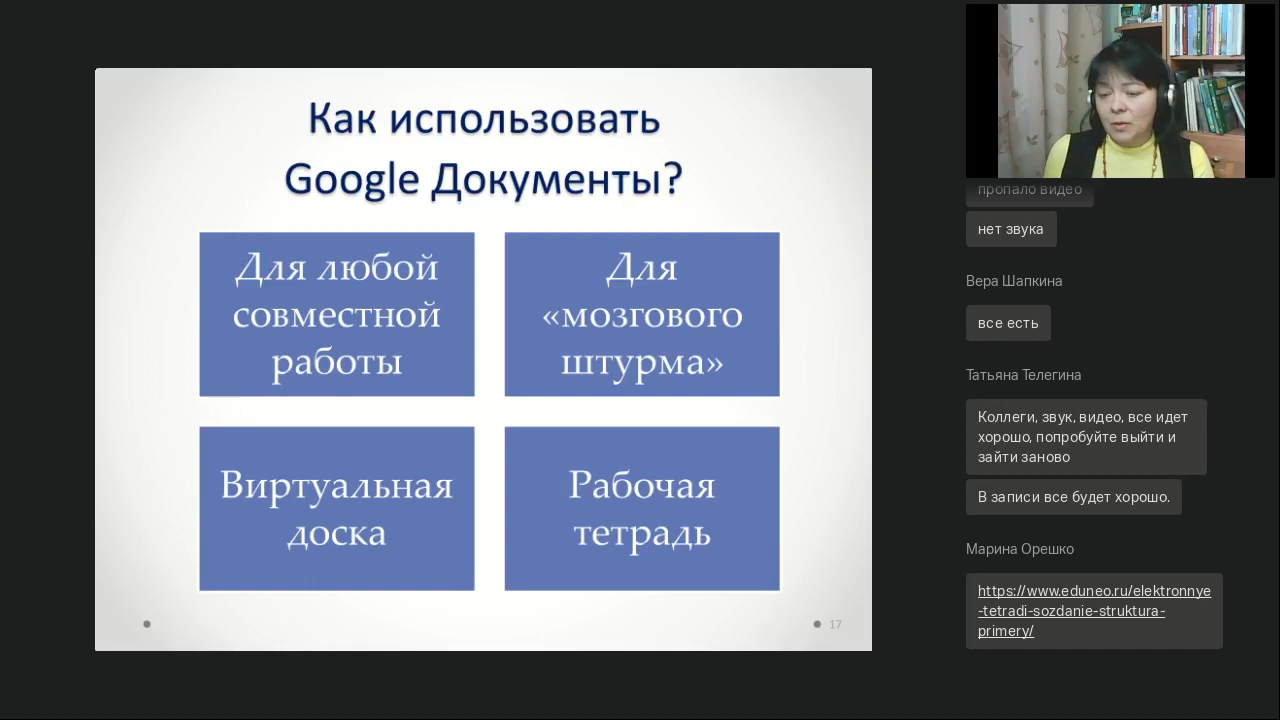 Как использовать
Google Документы?
Для любой
совместной
работы
Для
«мозгового
штурма»
Виртуальная
доска
Рабочая
тетрадь
17
пропало видео
нет звука
Вера Шапкина
все есть
Татьяна Телегина
Коллеги, звук, видео, все идет
хорошо, попробуйте выйти и
зайти заново
В записи все будет хорошо.
Марина Орешко
https://www.eduneo.ru/elektronnye
-tetradi-sozdanie-struktura-
primery/